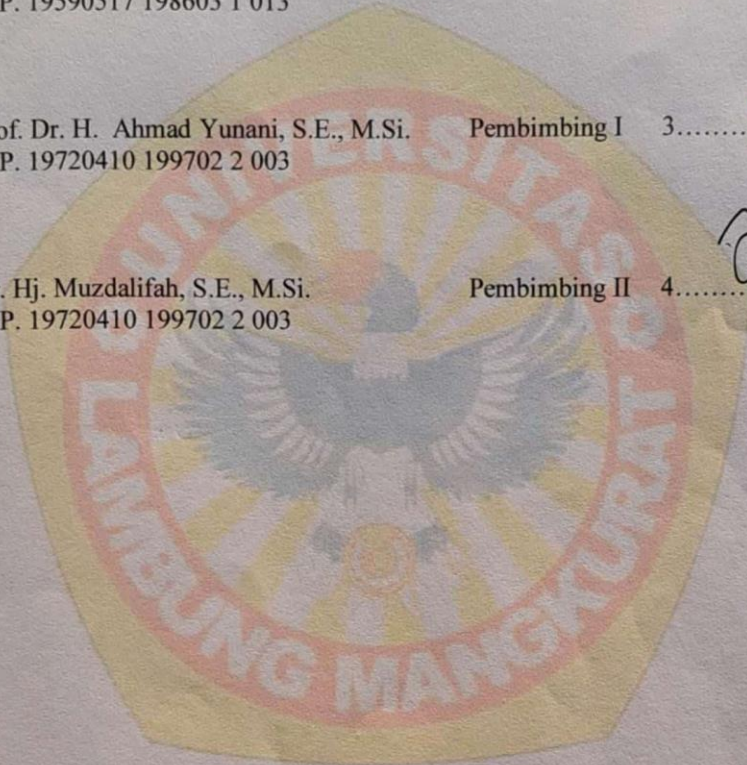 P. 19590517 198603 1 013
of. Dr. H. Ahmad Yunani, S.E., M.Si. Pembimbing I 3........
P. 19720410 199702 2 003
. Hj. Muzdalifah, S.E., M.Si. Pembimbing II 4........
P. 19720410 199702 2 003
UNIVERSITAS
LAMBUNG MANGKURAT